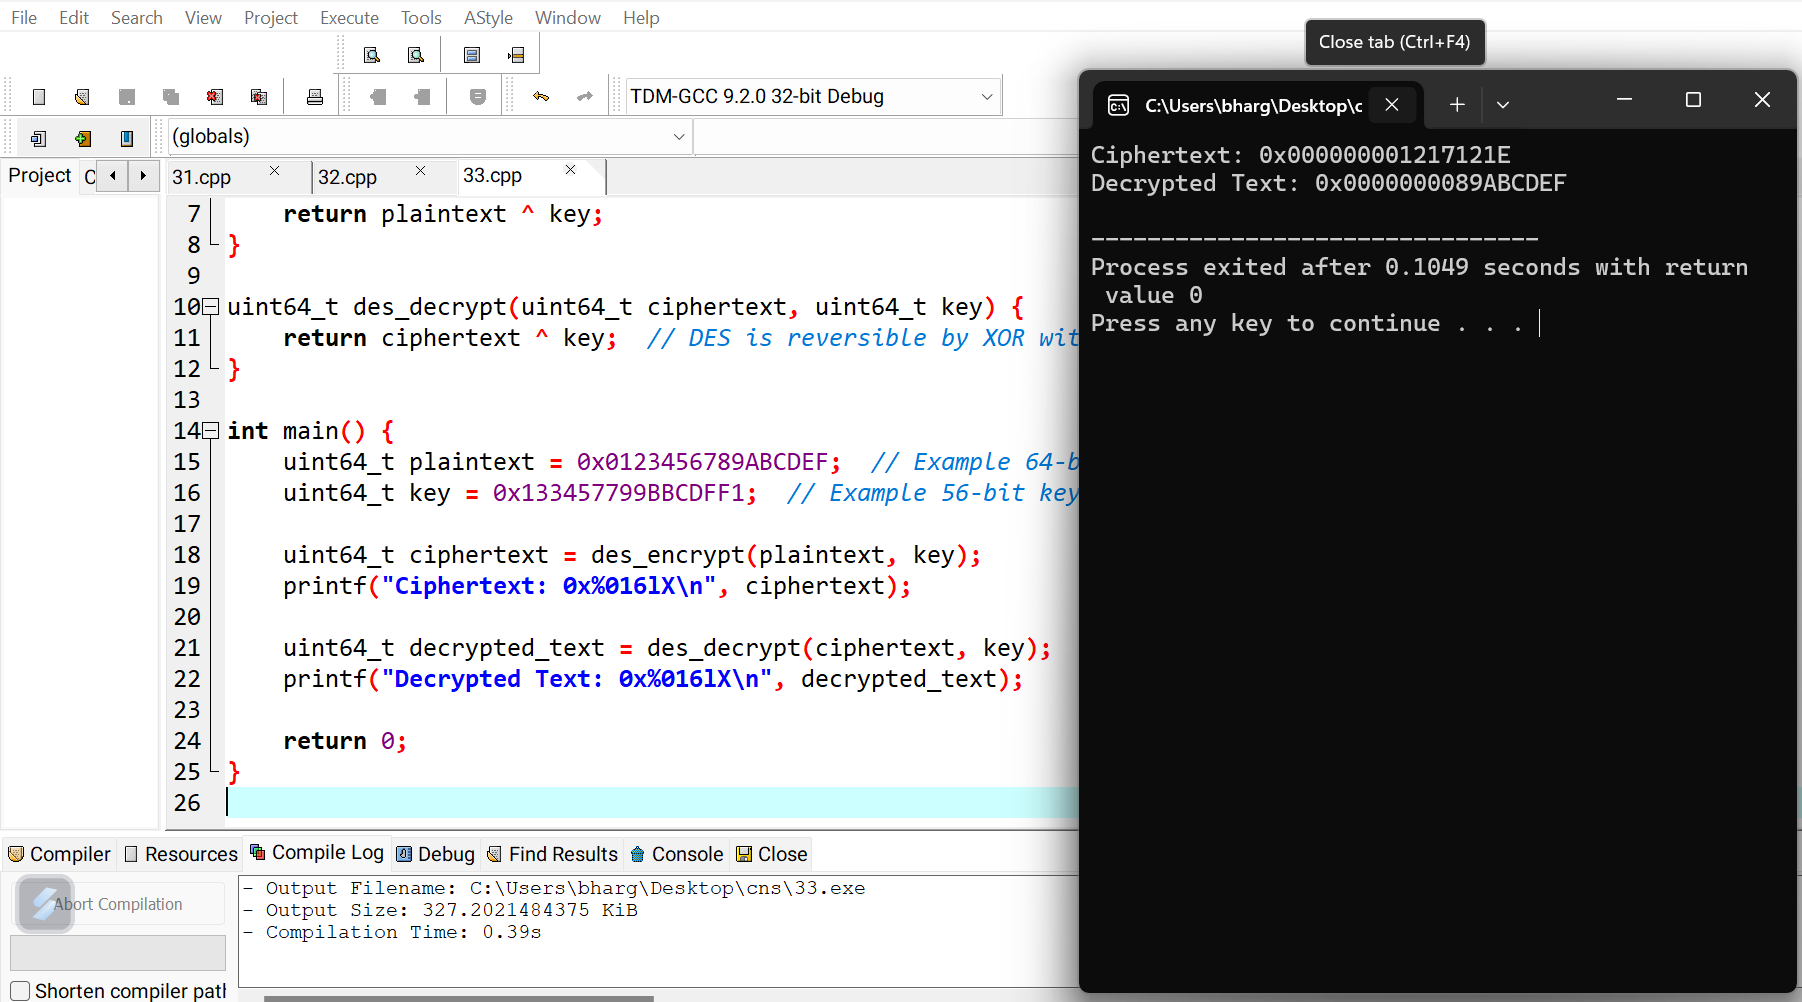 File Edit Search View Project Execute Tools AStyle Window Help
Close tab (Ctrl+F4)
TDM-GCC 9.2.0 32-bit Debug
(globals)
Project C
31.cpp 32.cpp 33.cpp
7 return plaintext ^ key;
8 }
9
10 uint64_t des_decrypt(uint64_t ciphertext, uint64_t key) {
11 return ciphertext ^ key; // DES is reversible by XOR wit
12 }
13
14 int main() {
15 uint64_t plaintext = 0x0123456789ABCDEF; // Example 64-b
16 uint64_t key = 0x133457799BBCDFF1; // Example 56-bit key
17
18 uint64_t ciphertext = des_encrypt(plaintext, key);
19 printf("Ciphertext: 0x%016lX\n", ciphertext);
20
21 uint64_t decrypted_text = des_decrypt(ciphertext, key);
22 printf("Decrypted Text: 0x%016lX\n", decrypted_text);
23
24 return 0;
25 }
26
Compiler Resources Compile Log Debug Find Results Console Close
Abort Compilation
Shorten compiler path
- Output Filename: C:\Users\bharg\Desktop\cns\33.exe
- Output Size: 327.2021484375 KiB
- Compilation Time: 0.39s
C:\Users\bharg\Desktop\c
Ciphertext: 0x000000001217121E
Decrypted Text: 0x0000000089ABCDEF
--------------------------------
Process exited after 0.1049 seconds with return
value 0
Press any key to continue . . .